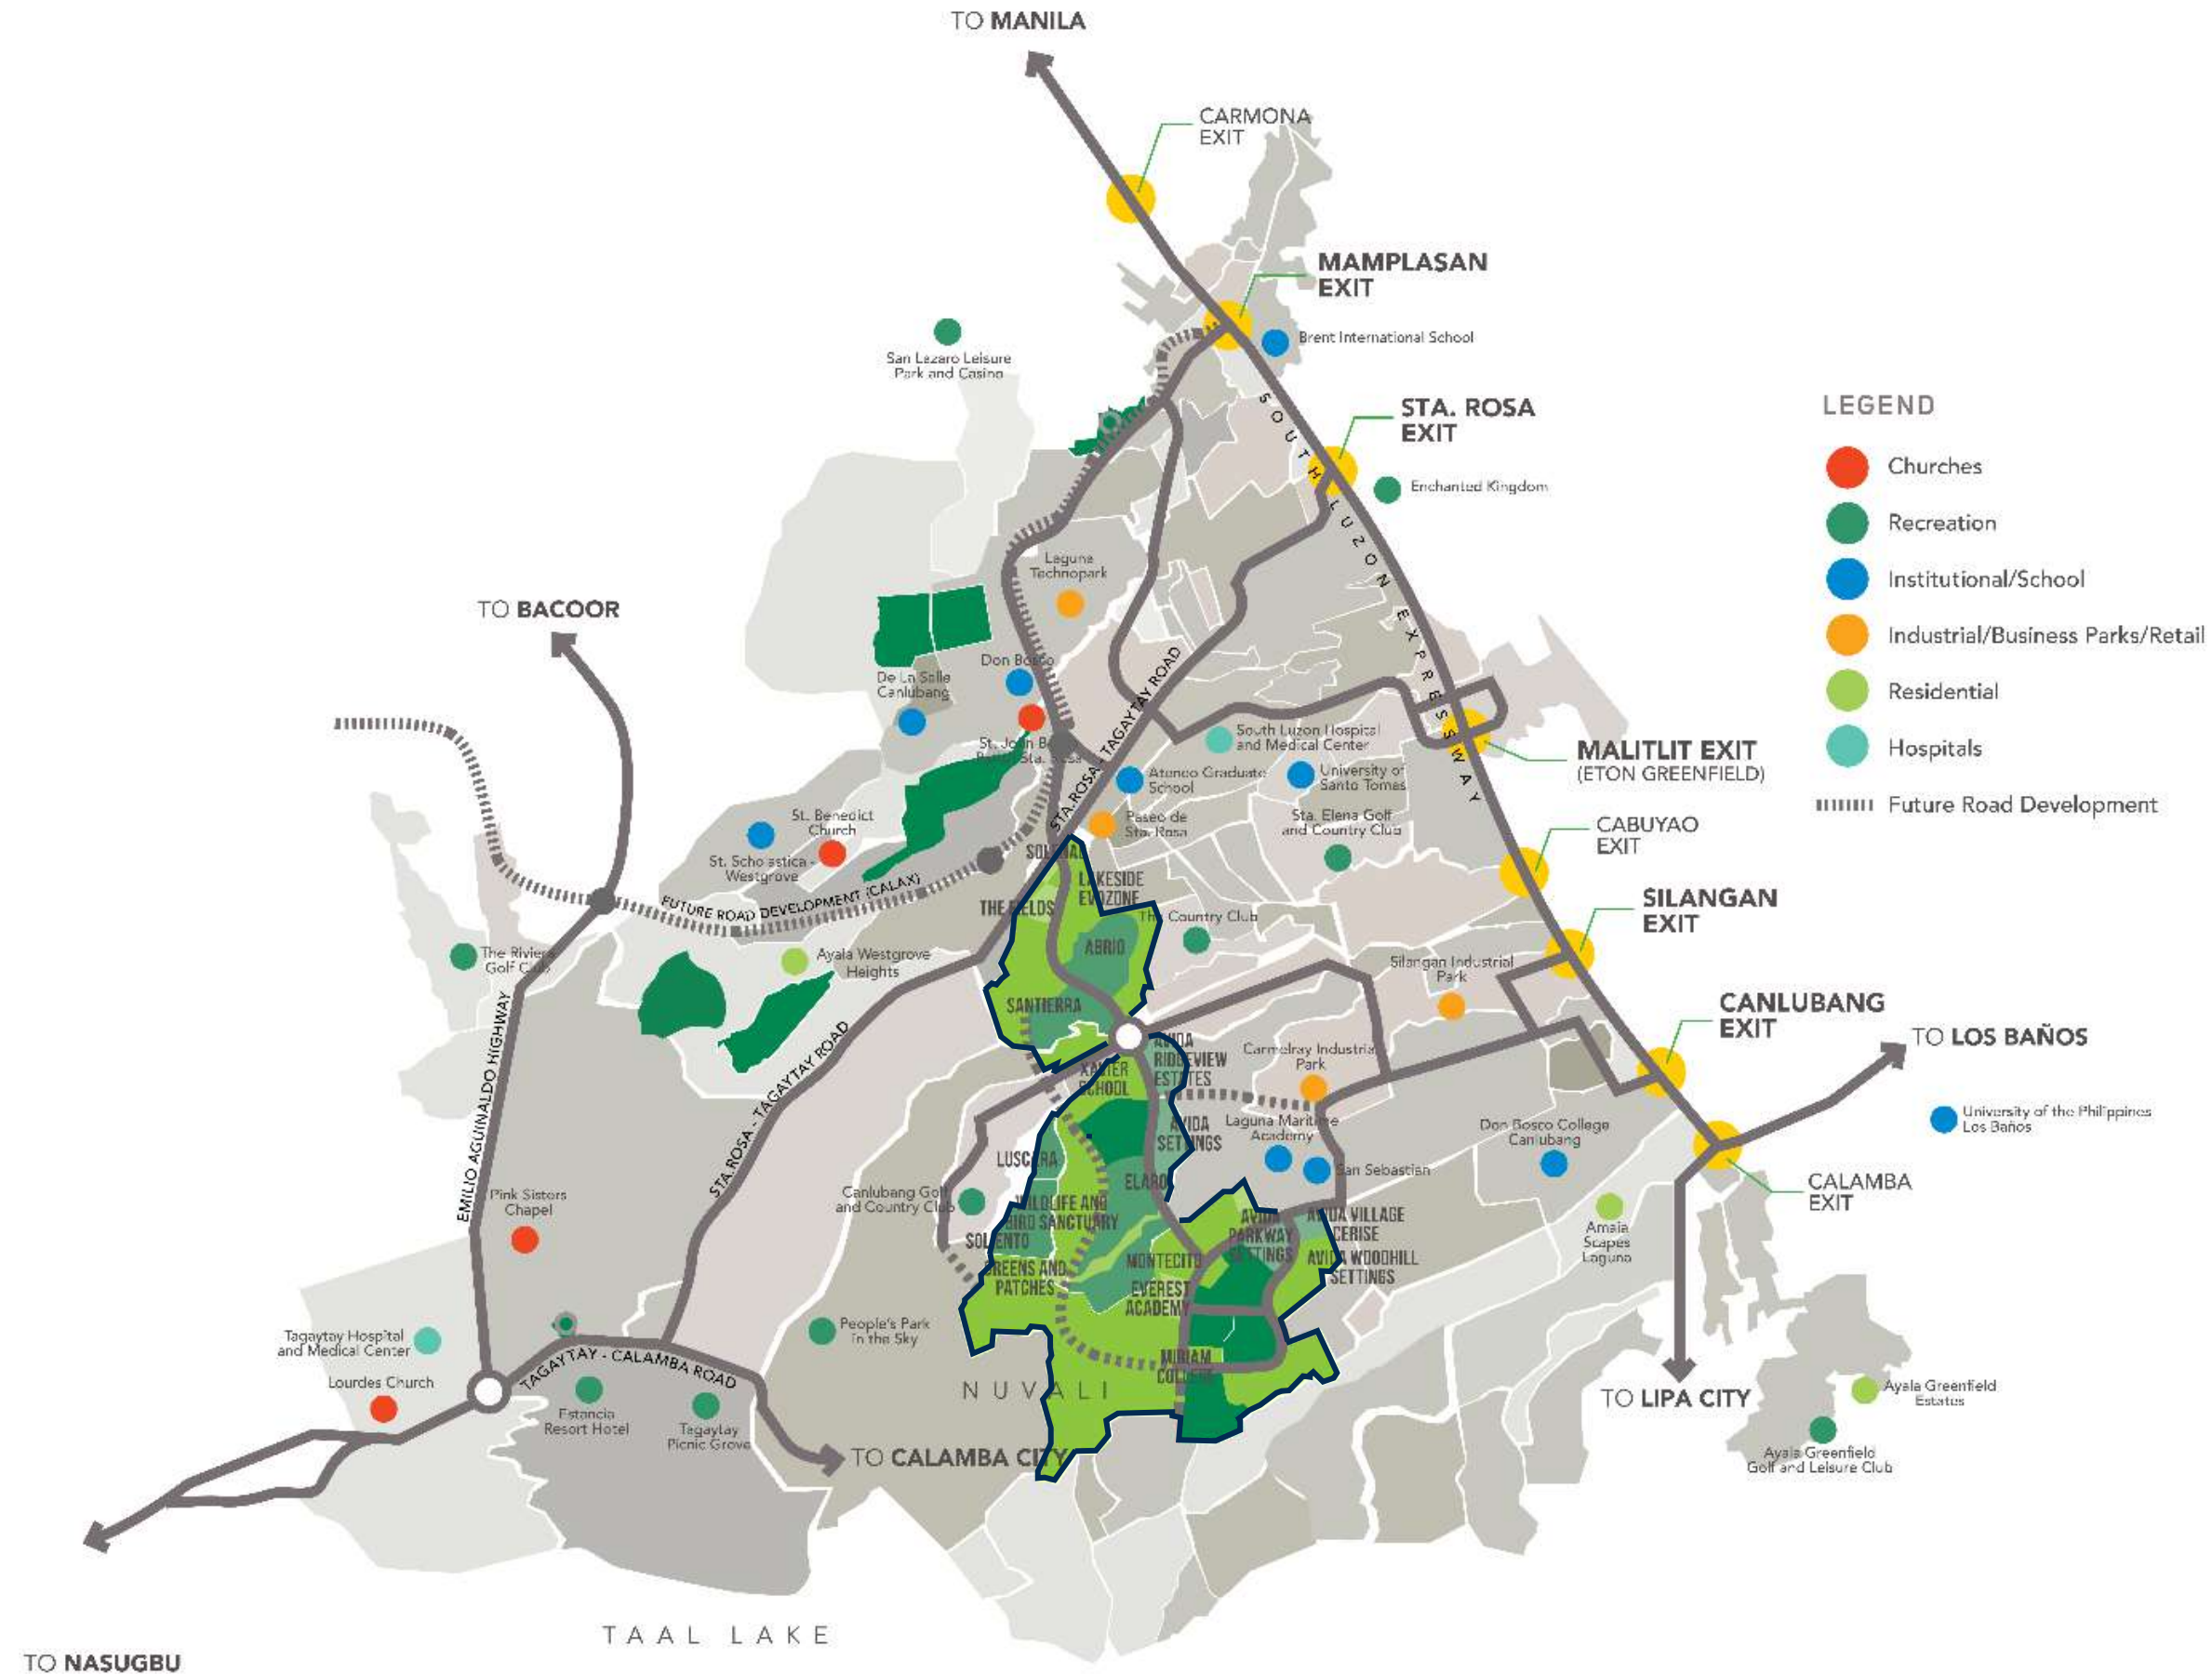 TO MANILA
CARMONA
EXIT
MAMPLASAN
EXIT
Brent International School
San Lazaro Leisure
Park and Casino
STA. ROSA
EXIT
Enchanted Kingdom
SOUTH LUZON EXPRESSWAY
LEGEND
Churches
Recreation
Institutional/School
Industrial/Business Parks/Retail
Residential
Hospitals
Future Road Development
TO BACOOR
Laguna
Technopark
Don Bosco
De La Salle
Canlubang
St. John
Sta.
STA. ROSA - TAGAYTAY ROAD
South Luzon Hospital
and Medical Center
Ateneo Graduate
School
University of
Santo Tomas
MALITLIT EXIT
(ETON GREENFIELD)
Paseo de
Sta. Rosa
Sta. Elena Golf
and Country Club
CABUYAO
EXIT
St. Benedict
Church
St. Scholastica -
Westgrove
FUTURE ROAD DEVELOPMENT (CALAX)
SOLENAD
LAKESIDE
EVOZONE
THE FIELDS
The Country Club
ABRIO
SILANGAN
EXIT
The Riviera
Golf Club
Ayala Westgrove
Heights
Silangan Industrial
Park
SANTIERRA
CANLUBANG
EXIT
TO LOS BAÑOS
EMILIO AGUINALDO HIGHWAY
STA. ROSA - TAGAYTAY ROAD
AVIDA
RIDGEVIEW
ESTATES
XAVIER
SCHOOL
Carmelray Industrial
Park
AVIDA
SETTINGS
Laguna Maritime
Academy
San Sebastian
Don Bosco College
Canlubang
University of the Philippines
Los Baños
CALAMBA
EXIT
LUSCARA
ELARO
Canlubang Golf
and Country Club
WILDLIFE AND
BIRD SANCTUARY
SOLIENTO
GREENS AND
PATCHES
MONTECITO
EVEREST
ACADEMY
AVIDA
PARKWAY
SETTINGS
AVIDA VILLAGE
CERISE
AVIDA WOODHILL
SETTINGS
Amaia
Scapes
Laguna
Pink Sisters
Chapel
People's Park
in the Sky
Tagaytay Hospital
and Medical Center
TAGAYTAY - CALAMBA ROAD
Lourdes Church
Estancia
Resort Hotel
Tagaytay
Picnic Grove
NUVALI
MIRIAM
COLLEGE
TO LIPA CITY
Ayala Greenfield
Estates
Ayala Greenfield
Golf and Leisure Club
TO CALAMBA CITY
TAAL LAKE
TO NASUGBU